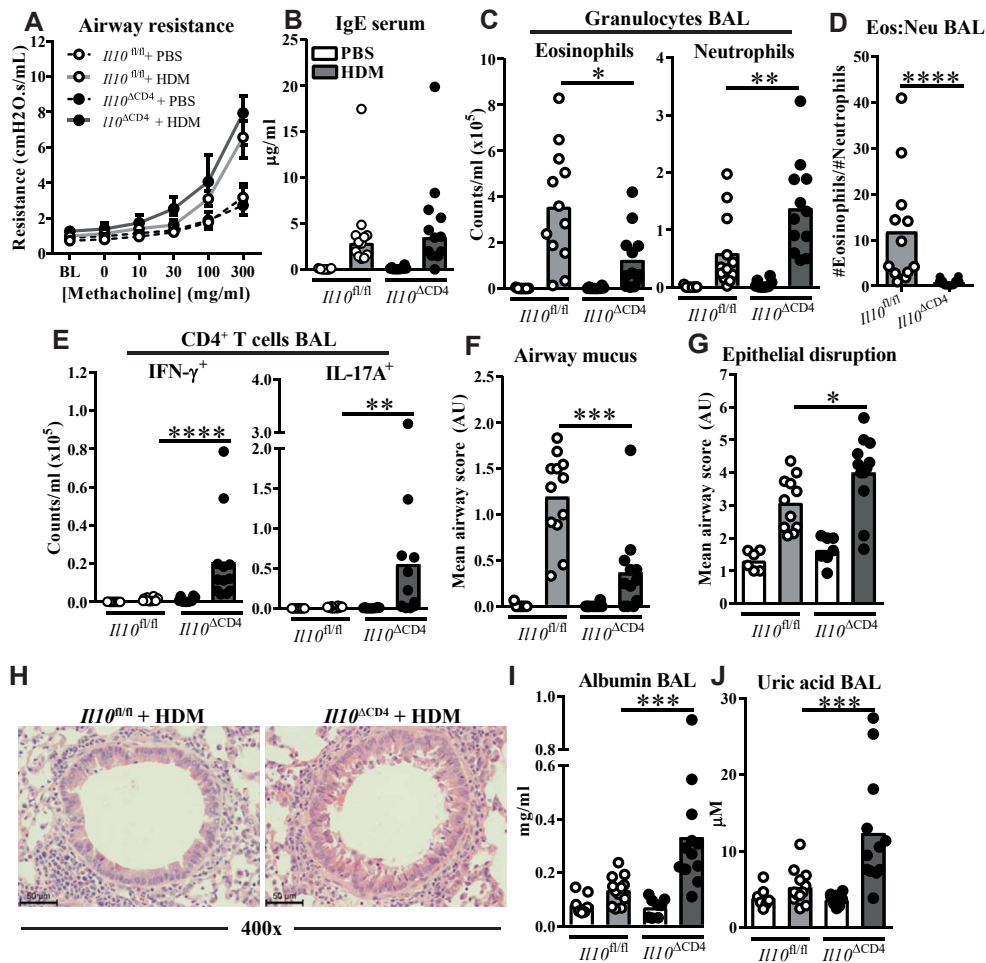 A
Airway resistance
Il10 fl/fl + PBS
Il10 fl/fl + HDM
Il10 ΔCD4 + PBS
Il10 ΔCD4 + HDM
Resistance (cmH2O.s/mL)
12
10
8
6
4
2
0
BL 0 10 30 100 300
[Methacholine] (mg/ml)
B
IgE serum
PBS
HDM
µg/ml
25
20
15
10
5
0
Il10fl/fl Il10ΔCD4
C
Granulocytes BAL
Eosinophils
*
Counts/ml (x10⁵)
10
8
6
4
2
0
Il10fl/fl Il10ΔCD4
Neutrophils
**
4
3
2
1
0
Il10fl/fl Il10ΔCD4
D
Eos:Neu BAL
****
#Eosinophils/#Neutrophils
50
40
30
20
10
0
Il10fl/fl Il10ΔCD4
E
CD4⁺ T cells BAL
IFN-γ⁺
****
Counts/ml (x10⁵)
1.2
1.0
0.8
0.6
0.4
0.2
0.0
Il10fl/fl Il10ΔCD4
IL-17A⁺
**
4.0
3.0
2.0
1.5
1.0
0.5
0.0
Il10fl/fl Il10ΔCD4
F
Airway mucus
***
Mean airway score (AU)
2.5
2.0
1.5
1.0
0.5
0.0
Il10fl/fl Il10ΔCD4
G
Epithelial disruption
*
Mean airway score (AU)
7
6
5
4
3
2
1
0
Il10fl/fl Il10ΔCD4
H
Il10fl/fl + HDM Il10ΔCD4 + HDM
50 µm 50 µm
400x
I
Albumin BAL
***
mg/ml
1.0
0.8
0.6
0.4
0.2
0.0
Il10fl/fl Il10ΔCD4
J
Uric acid BAL
***
µM
30
20
10
0
Il10fl/fl Il10ΔCD4